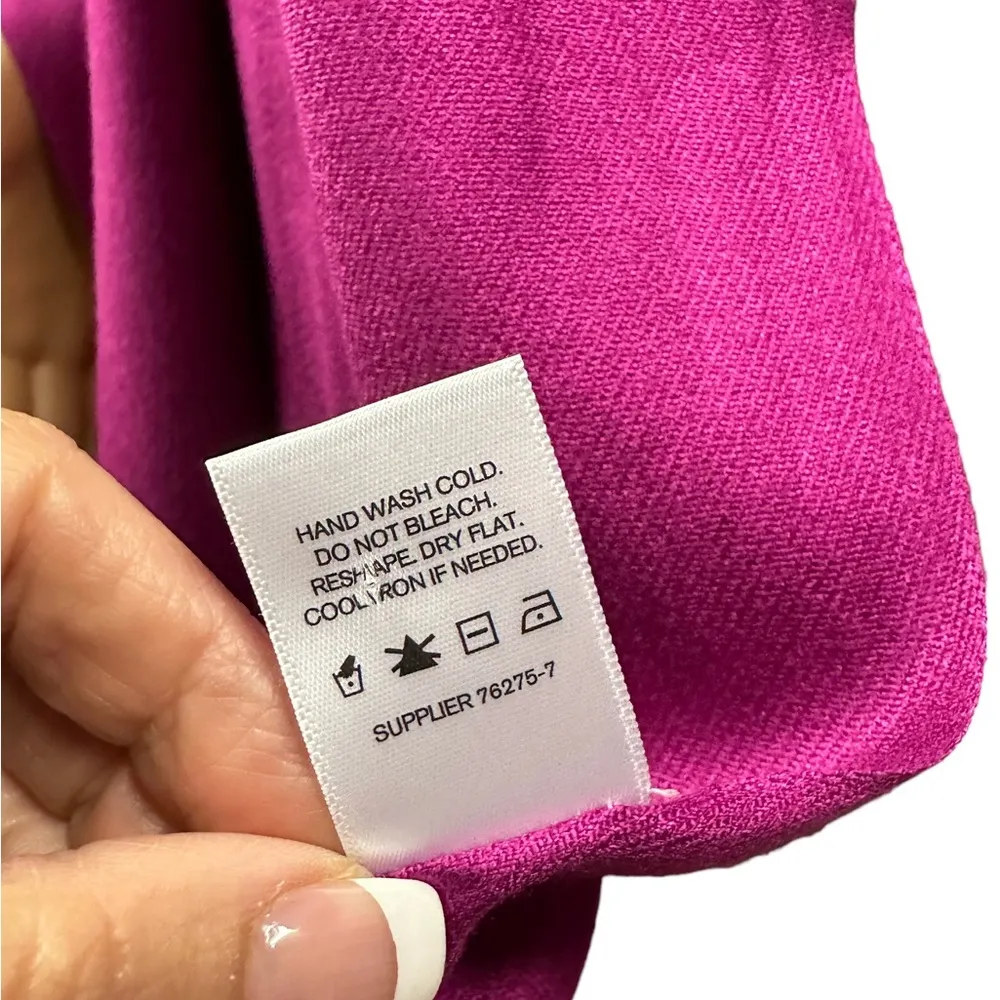 HAND WASH COLD.
DO NOT BLEACH.
RESHAPE. DRY FLAT.
COOL IRON IF NEEDED.
SUPPLIER 76275-7